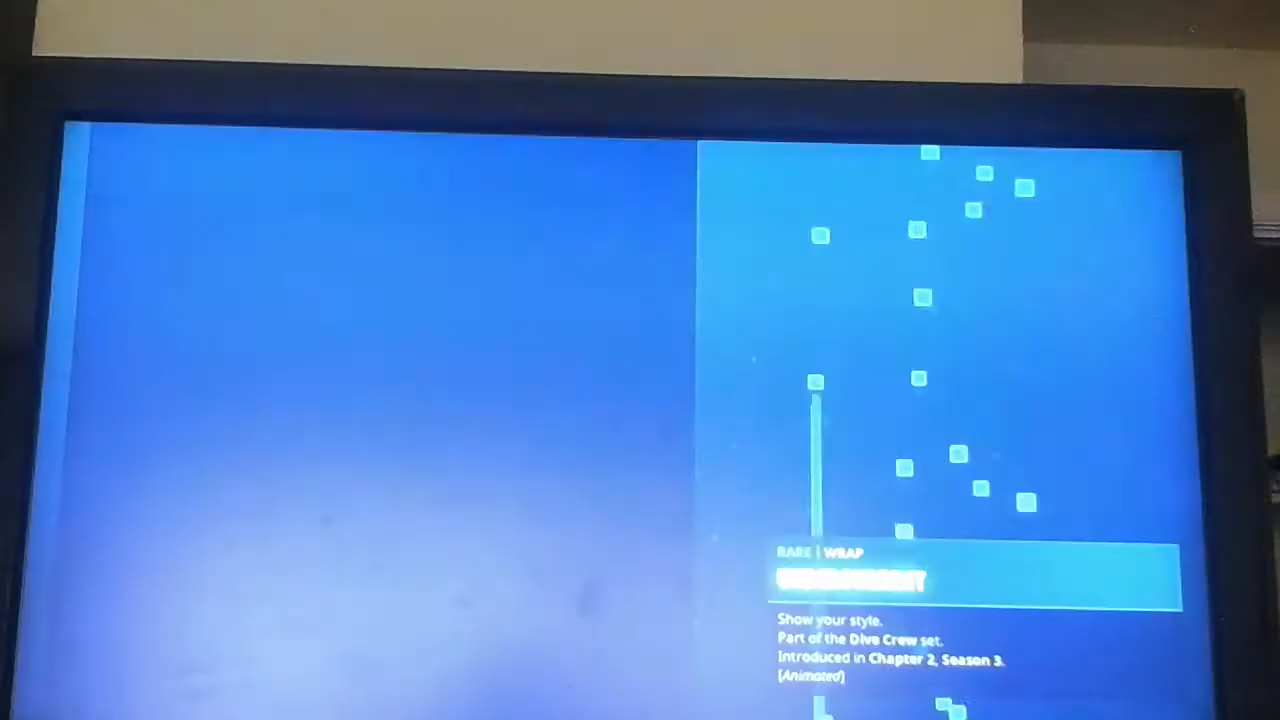 RARE | WRAP
Show your style.
Part of the Dive Crew set.
Introduced in Chapter 2, Season 3.
[Animated]